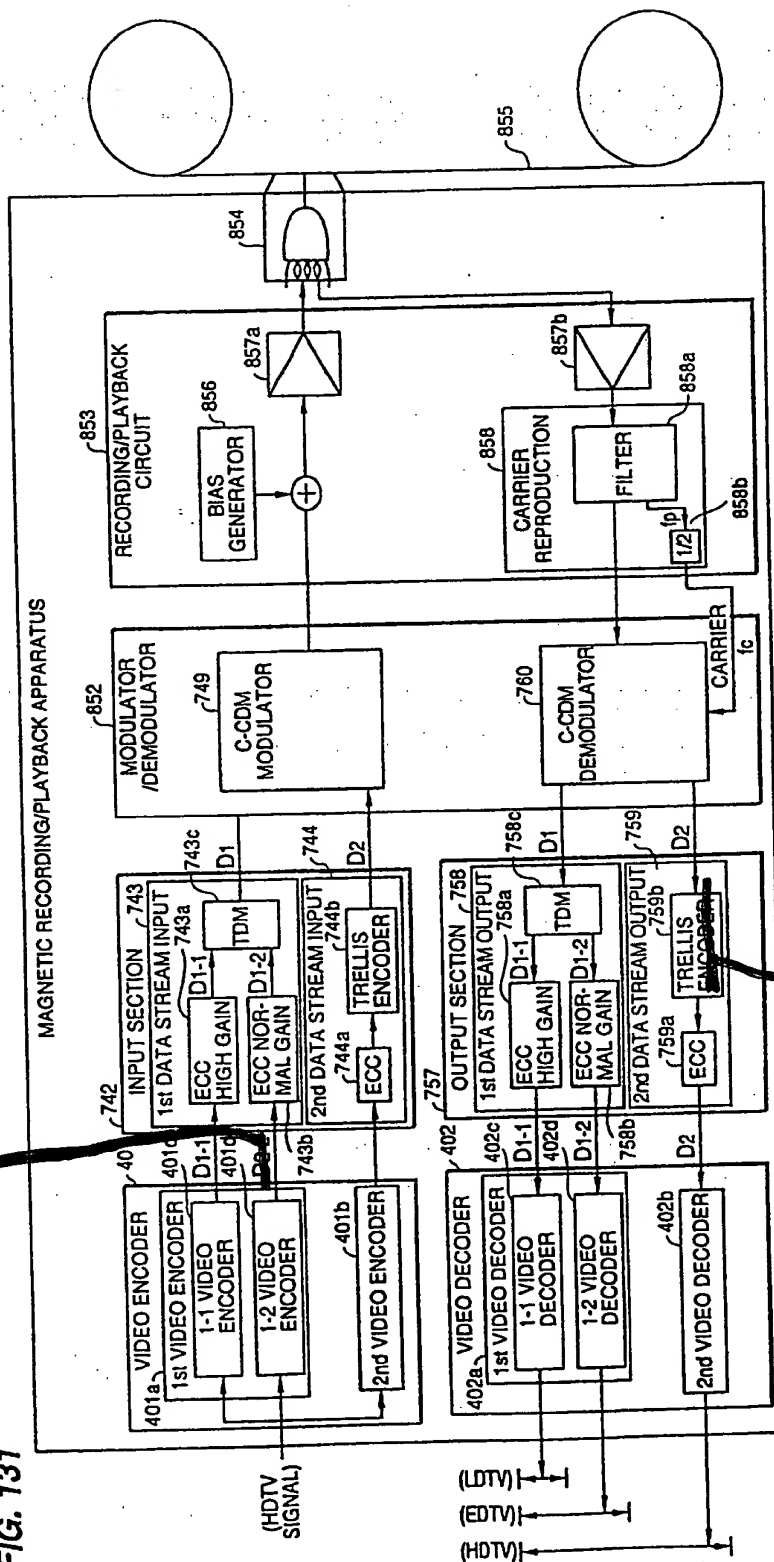 FIG. 131
MAGNETIC RECORDING/PLAYBACK APPARATUS
(HDTV
SIGNAL)
VIDEO ENCODER
40
401a
1st VIDEO ENCODER
1-1 VIDEO
ENCODER
401c
1-2 VIDEO
ENCODER
401d
2nd VIDEO ENCODER
401b
D1-1
742
INPUT SECTION
743
1st DATA STREAM INPUT
743a
ECC
HIGH GAIN
D1-1
ECC NOR-
MAL GAIN
743b
D1-2
TDM
743c
D1
2nd DATA STREAM INPUT
744
744a
ECC
744b
TRELLIS
ENCODER
D2
852
MODULATOR
/DEMODULATOR
749
C-CDM
MODULATOR
760
C-CDM
DEMODULATOR
CARRIER
fc
853
RECORDING/PLAYBACK
CIRCUIT
856
BIAS
GENERATOR
+
857a
854
855
857b
858
CARRIER
REPRODUCTION
858a
FILTER
fp
1/2
858b
757
OUTPUT SECTION
758
1st DATA STREAM OUTPUT
758a
ECC
HIGH GAIN
D1-1
ECC NOR-
MAL GAIN
758b
D1-2
TDM
758c
D1
2nd DATA STREAM OUTPUT
759
759a
ECC
759b
TRELLIS
ENCODER
D2
D1-1
D1-2
D2
VIDEO DECODER
402
402a
1st VIDEO DECODER
1-1 VIDEO
DECODER
402c
1-2 VIDEO
DECODER
402d
2nd VIDEO DECODER
402b
(LDTV)
(EDTV)
(HDTV)